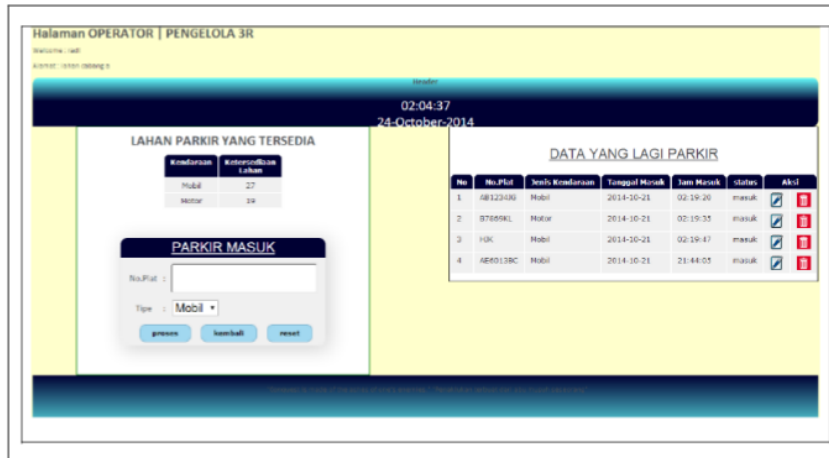 Halaman OPERATOR | PENGELOLA 3R
Welcome : radi
Header
02:04:37
24-October-2014
LAHAN PARKIR YANG TERSEDIA
Kendaraan Ketersediaan Lahan
Mobil 27
Motor 19
PARKIR MASUK
No.Plat :
Tipe : Mobil
proses kembali reset
DATA YANG LAGI PARKIR
No No.Plat Jenis Kendaraan Tanggal Masuk Jam Masuk status Aksi
1 AB1234JG Mobil 2014-10-21 02:19:20 masuk
2 B7869KL Motor 2014-10-21 02:19:35 masuk
3 HJK Mobil 2014-10-21 02:19:47 masuk
4 AE6013BC Mobil 2014-10-21 21:44:05 masuk